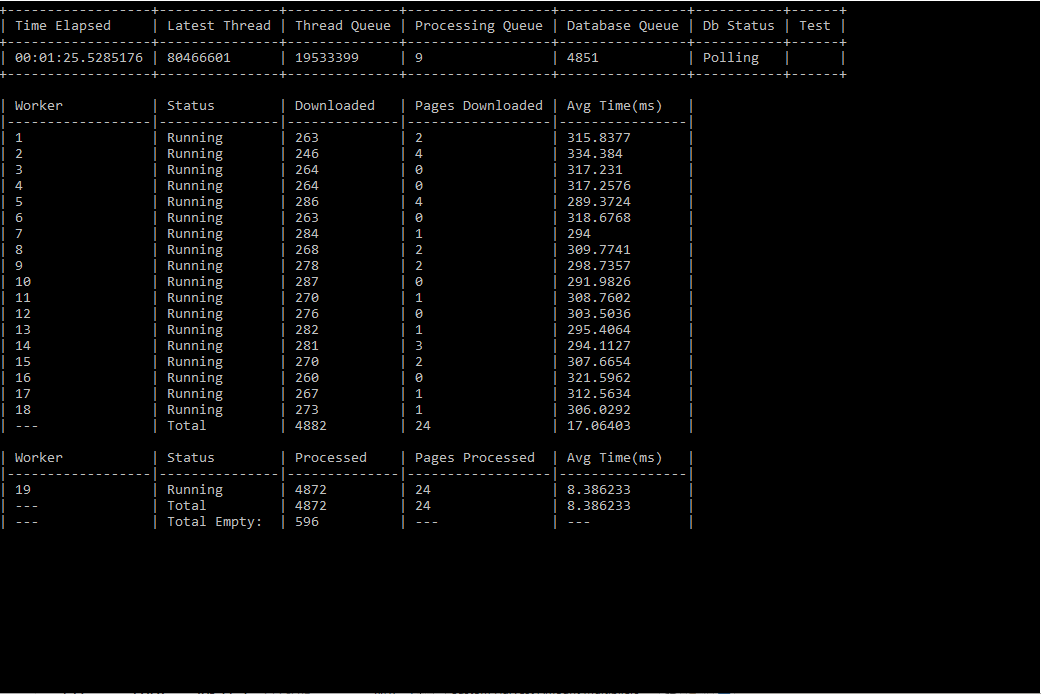 +------------------+---------------+--------------+------------------+----------------+-----------+------+
| Time Elapsed | Latest Thread | Thread Queue | Processing Queue | Database Queue | Db Status | Test |
+------------------+---------------+--------------+------------------+----------------+-----------+------+
| 00:01:25.5285176 | 80466601 | 19533399 | 9 | 4851 | Polling | |
+------------------+---------------+--------------+------------------+----------------+-----------+------+
| Worker | Status | Downloaded | Pages Downloaded | Avg Time(ms) |
|------------------|---------------|--------------|------------------|----------------|
| 1 | Running | 263 | 2 | 315.8377 |
| 2 | Running | 246 | 4 | 334.384 |
| 3 | Running | 264 | 0 | 317.231 |
| 4 | Running | 264 | 0 | 317.2576 |
| 5 | Running | 286 | 4 | 289.3724 |
| 6 | Running | 263 | 0 | 318.6768 |
| 7 | Running | 284 | 1 | 294 |
| 8 | Running | 268 | 2 | 309.7741 |
| 9 | Running | 278 | 2 | 298.7357 |
| 10 | Running | 287 | 0 | 291.9826 |
| 11 | Running | 270 | 1 | 308.7602 |
| 12 | Running | 276 | 0 | 303.5036 |
| 13 | Running | 282 | 1 | 295.4064 |
| 14 | Running | 281 | 3 | 294.1127 |
| 15 | Running | 270 | 2 | 307.6654 |
| 16 | Running | 260 | 0 | 321.5962 |
| 17 | Running | 267 | 1 | 312.5634 |
| 18 | Running | 273 | 1 | 306.0292 |
| --- | Total | 4882 | 24 | 17.06403 |
| Worker | Status | Processed | Pages Processed | Avg Time(ms) |
|------------------|---------------|--------------|------------------|----------------|
| 19 | Running | 4872 | 24 | 8.386233 |
| --- | Total | 4872 | 24 | 8.386233 |
| --- | Total Empty: | 596 | --- | --- |